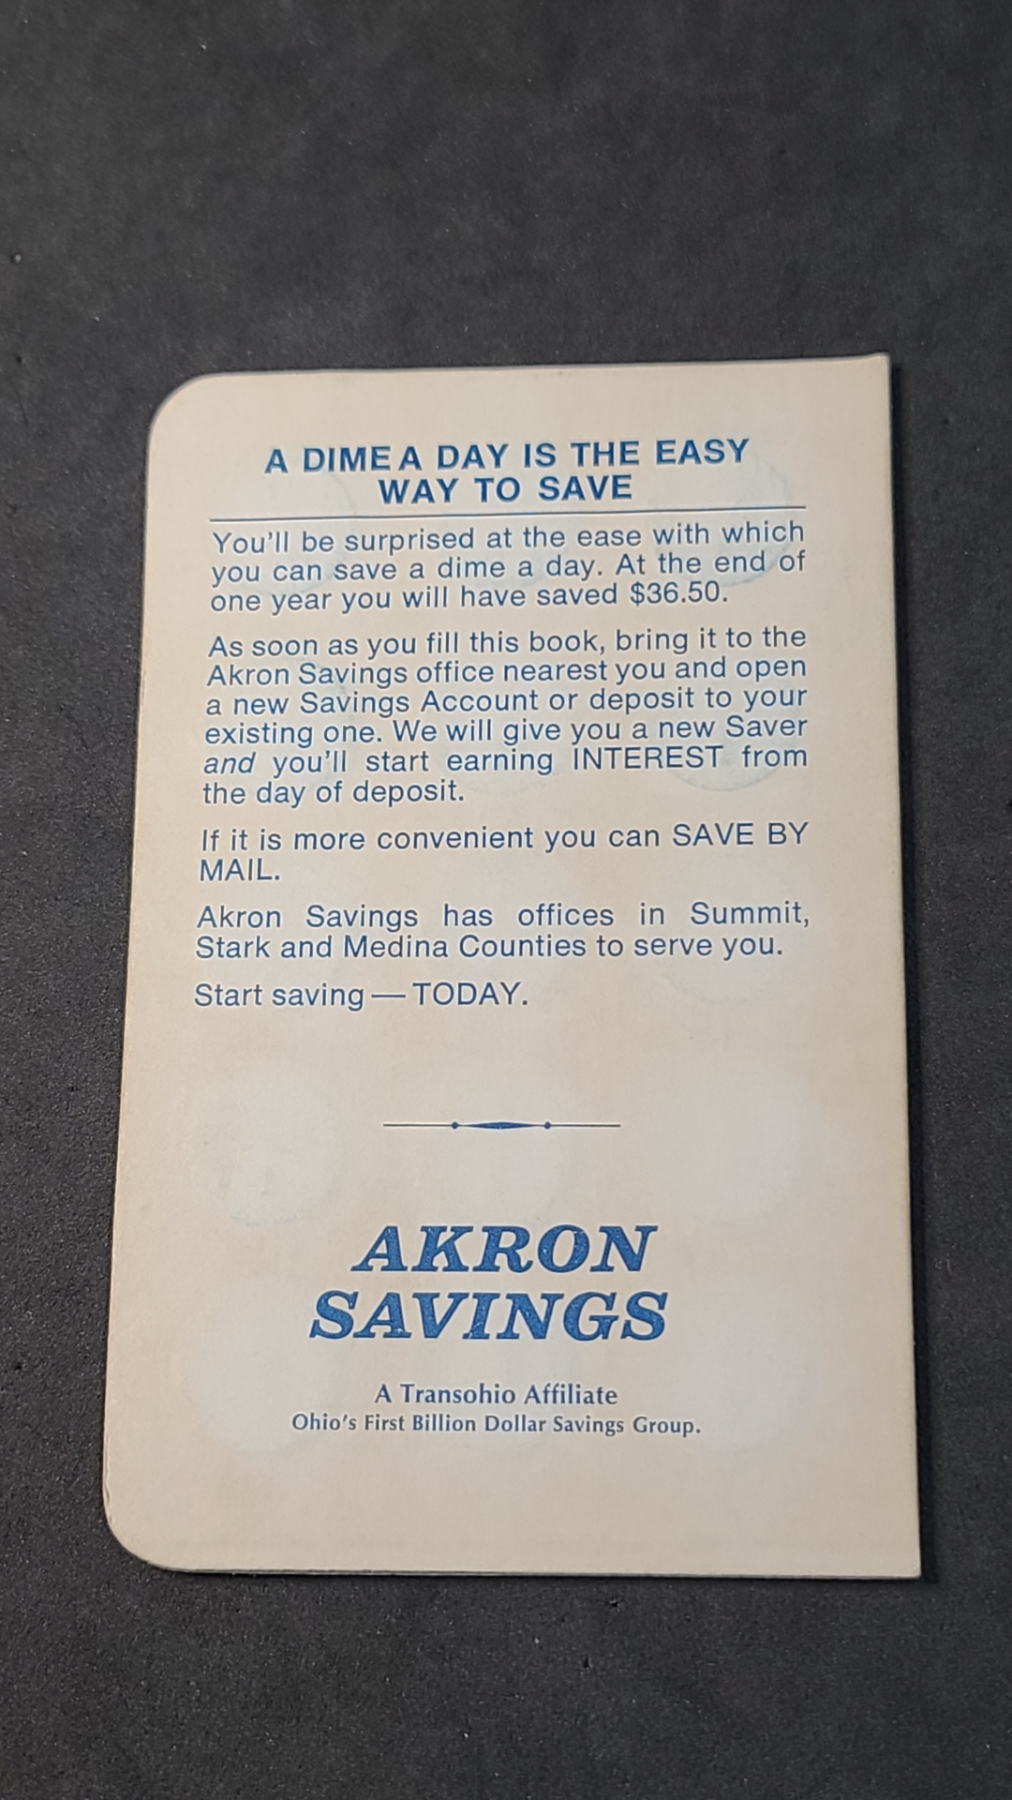 A DIME A DAY IS THE EASY
WAY TO SAVE
You'll be surprised at the ease with which
you can save a dime a day. At the end of
one year you will have saved $36.50.
As soon as you fill this book, bring it to the
Akron Savings office nearest you and open
a new Savings Account or deposit to your
existing one. We will give you a new Saver
and you'll start earning INTEREST from
the day of deposit.
If it is more convenient you can SAVE BY
MAIL.
Akron Savings has offices in Summit,
Stark and Medina Counties to serve you.
Start saving — TODAY.
AKRON
SAVINGS
A Transohio Affiliate
Ohio's First Billion Dollar Savings Group.